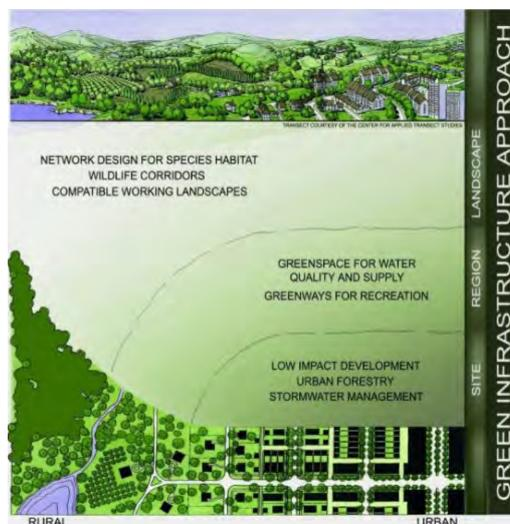 TRANSECT COURTESY OF THE CENTER FOR APPLIED TRANSECT STUDIES
NETWORK DESIGN FOR SPECIES HABITAT
WILDLIFE CORRIDORS
COMPATIBLE WORKING LANDSCAPES
GREENSPACE FOR WATER
QUALITY AND SUPPLY
GREENWAYS FOR RECREATION
LOW IMPACT DEVELOPMENT
URBAN FORESTRY
STORMWATER MANAGEMENT
LANDSCAPE
REGION
SITE
GREEN INFRASTRUCTURE APPROACH
RURAL
URBAN